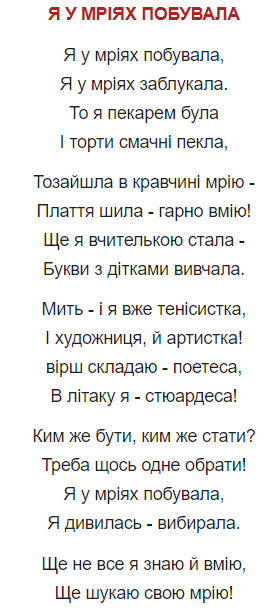 Я У МРІЯХ ПОБУВАЛА
Я у мріях побувала,
Я у мріях заблукала.
То я пекарем була
І торти смачні пекла,
Тозайшла в кравчині мрію -
Плаття шила - гарно вмію!
Ще я вчителькою стала -
Букви з дітками вивчала.
Мить - і я вже тенісистка,
І художниця, й артистка!
вірш складаю - поетеса,
В літаку я - стюардеса!
Ким же бути, ким же стати?
Треба щось одне обрати!
Я у мріях побувала,
Я дивилась - вибирала.
Ще не все я знаю й вмію,
Ще шукаю свою мрію!